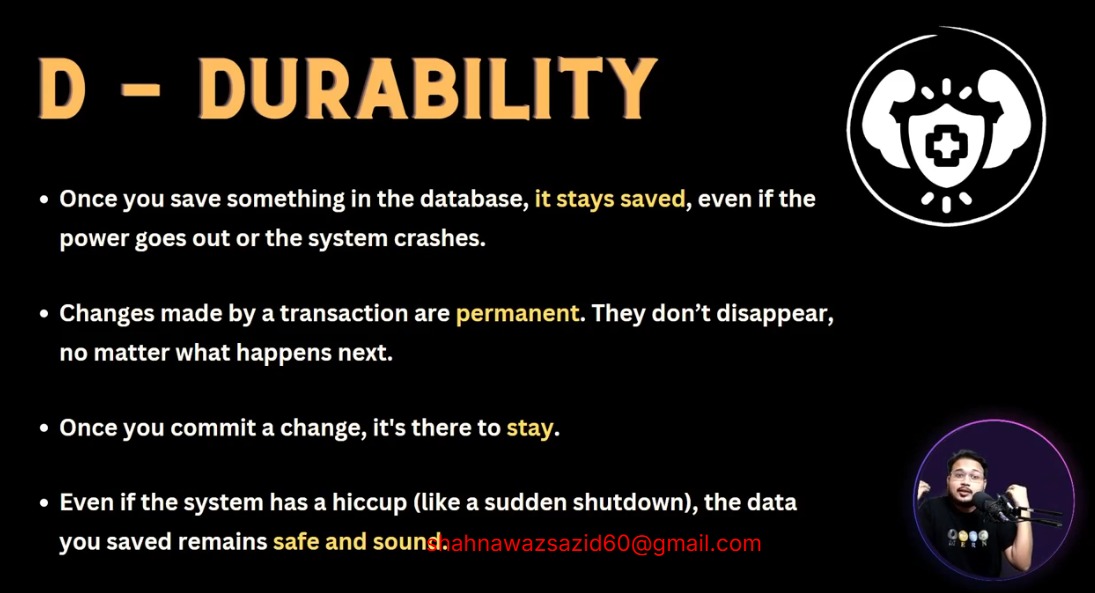 D - DURABILITY
• Once you save something in the database, it stays saved, even if the
power goes out or the system crashes.
• Changes made by a transaction are permanent. They don’t disappear,
no matter what happens next.
• Once you commit a change, it's there to stay.
• Even if the system has a hiccup (like a sudden shutdown), the data
you saved remains safe and sound.
shahnawazsazid60@gmail.com